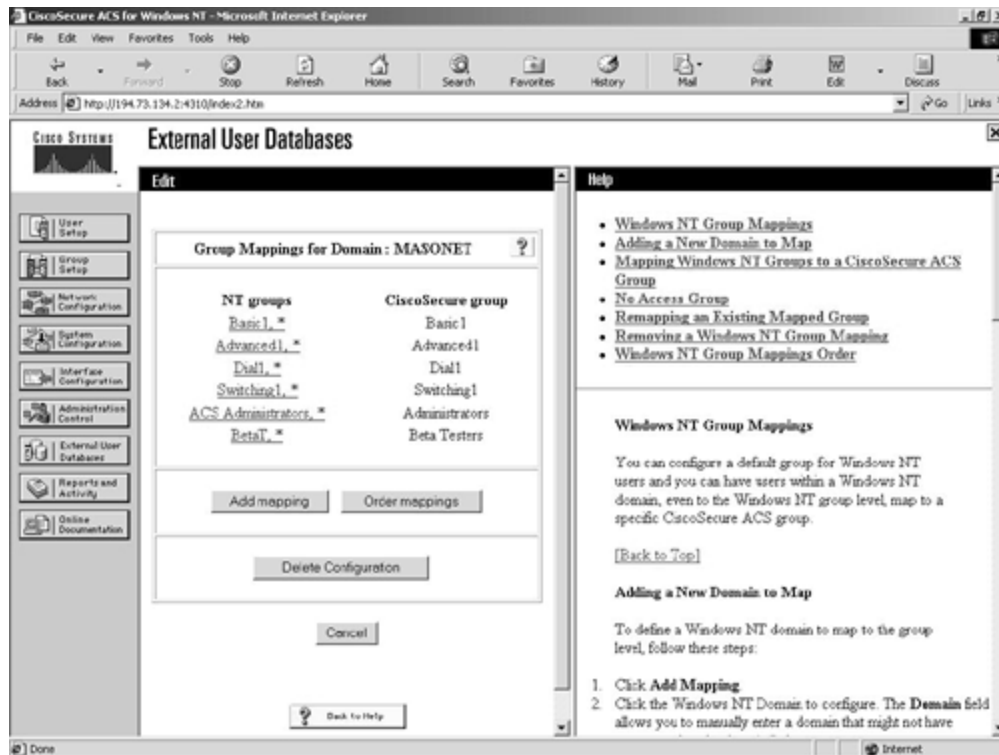 CiscoSecure ACS for Windows NT - Microsoft Internet Explorer
File Edit View Favorites Tools Help
Back Forward Stop Refresh Home Search Favorites History Mail Print Edit Discuss
Address http://194.73.134.2:4310/index2.htm Go Links
CISCO SYSTEMS
External User Databases
Edit
Help
User Setup
Group Setup
Network Configuration
System Configuration
Interface Configuration
Administration Control
External User Databases
Reports and Activity
Online Documentation
Group Mappings for Domain : MASONET ?
NT groups CiscoSecure group
Basic1, * Basic1
Advanced1, * Advanced1
Dial1, * Dial1
Switching1, * Switching1
ACS Administrators, * Administrators
BetaT, * Beta Testers
Add mapping Order mappings
Delete Configuration
Cancel
? Back to Help
• Windows NT Group Mappings
• Adding a New Domain to Map
• Mapping Windows NT Groups to a CiscoSecure ACS
Group
• No Access Group
• Remapping an Existing Mapped Group
• Removing a Windows NT Group Mapping
• Windows NT Group Mappings Order
Windows NT Group Mappings
You can configure a default group for Windows NT
users and you can have users within a Windows NT
domain, even to the Windows NT group level, map to a
specific CiscoSecure ACS group.
[Back to Top]
Adding a New Domain to Map
To define a Windows NT domain to map to the group
level, follow these steps:
1. Click Add Mapping
2. Click the Windows NT Domain to configure. The Domain field
allows you to manually enter a domain that might not have
Done Internet